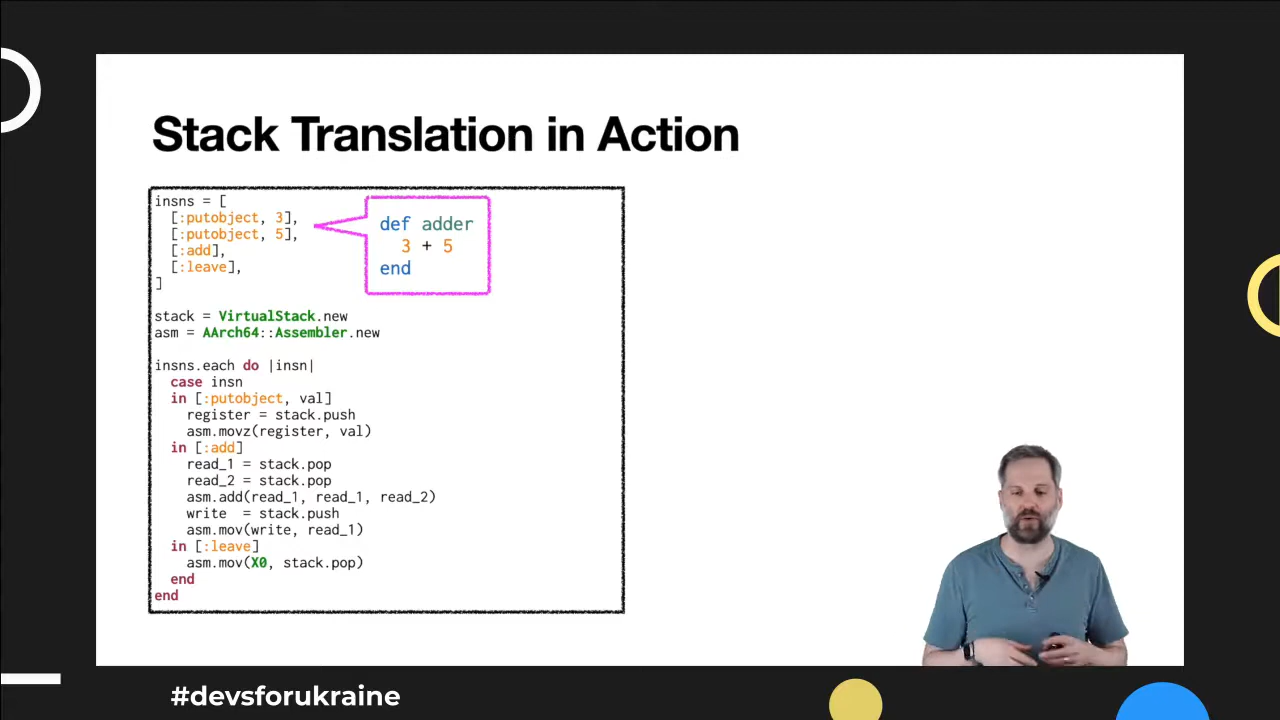 Stack Translation in Action
insns = [
  [:putobject, 3],
  [:putobject, 5],
  [:add],
  [:leave],
]
def adder
  3 + 5
end
stack = VirtualStack.new
asm = AArch64::Assembler.new
insns.each do |insn|
  case insn
  in [:putobject, val]
    register = stack.push
    asm.movz(register, val)
  in [:add]
    read_1 = stack.pop
    read_2 = stack.pop
    asm.add(read_1, read_1, read_2)
    write  = stack.push
    asm.mov(write, read_1)
  in [:leave]
    asm.mov(X0, stack.pop)
  end
end
#devsforukraine